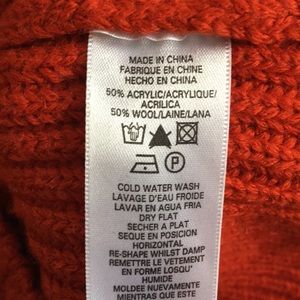 MADE IN CHINA
FABRIQUE EN CHINE
HECHO EN CHINA
50% ACRYLIC/ACRYLIQUE/
ACRILICA
50% WOOL/LAINE/LANA
P
COLD WATER WASH
LAVAGE D'EAU FROIDE
LAVAR EN AGUA FRIA
DRY FLAT
SECHER A PLAT
SEQUE EN POSICION
HORIZONTAL
RE-SHAPE WHILST DAMP
REMETTRE LE VETEMENT
EN FORME LOSQU'
HUMIDE
MOLDEE NUEVAMENTE
MIENTRAS QUE ESTA